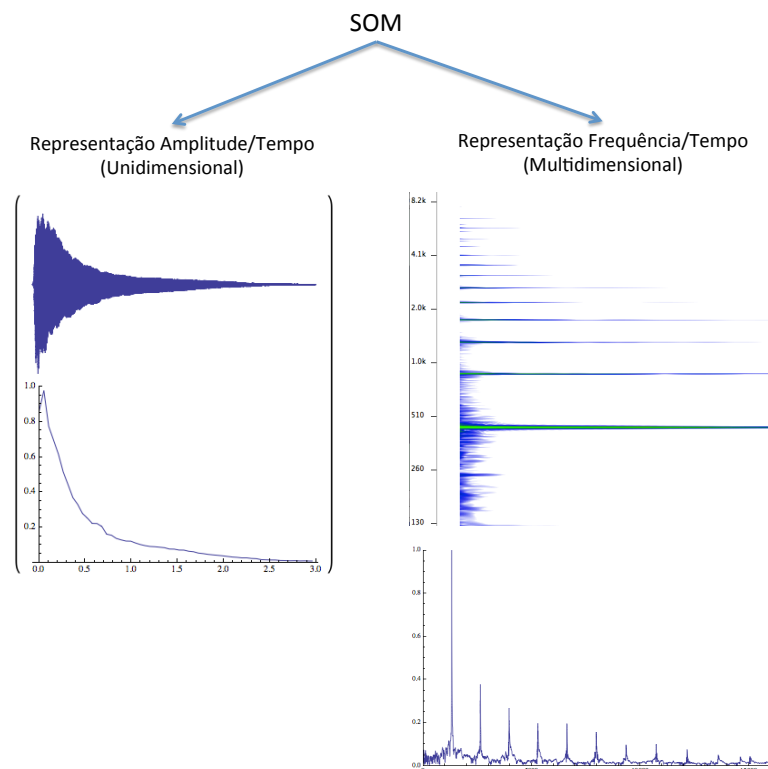 SOM
Representação Amplitude/Tempo
(Unidimensional)
Representação Frequência/Tempo
(Multidimensional)
8.2k
4.1k
2.0k
1.0k
510
260
130
1.0
0.8
0.6
0.4
0.2
0.0 0.5 1.0 1.5 2.0 2.5 3.0
1.0
0.8
0.6
0.4
0.2
0.0